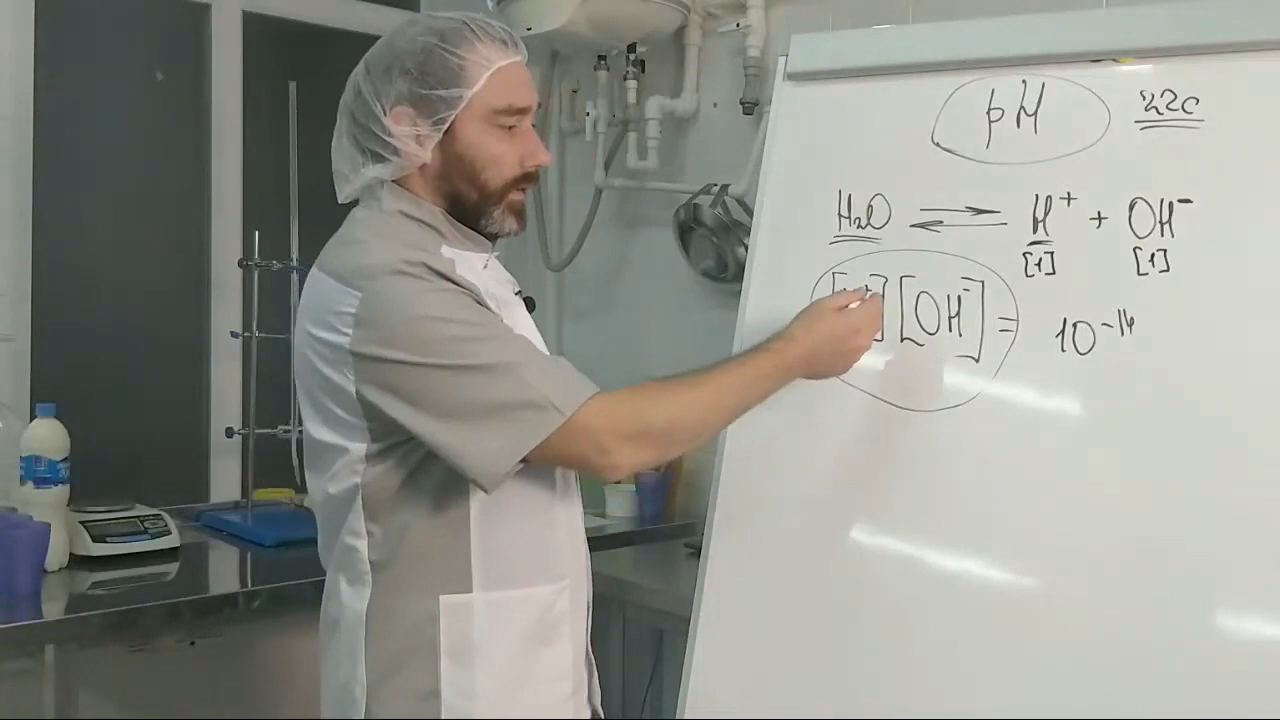 pH 22c
H₂O ⇌ H⁺ + OH⁻
[1] [1]
[H⁺] [OH⁻] = 10⁻¹⁴